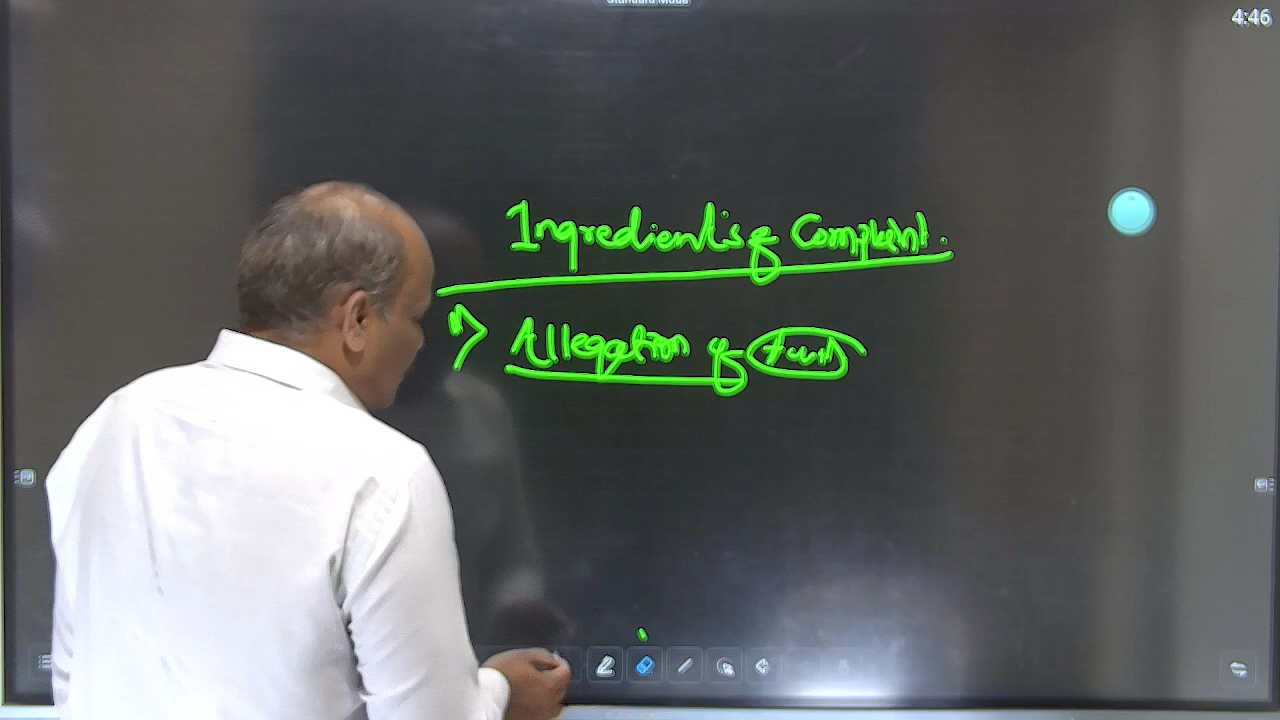 4:46
Ingredients of Complaint.
1) Allegation of